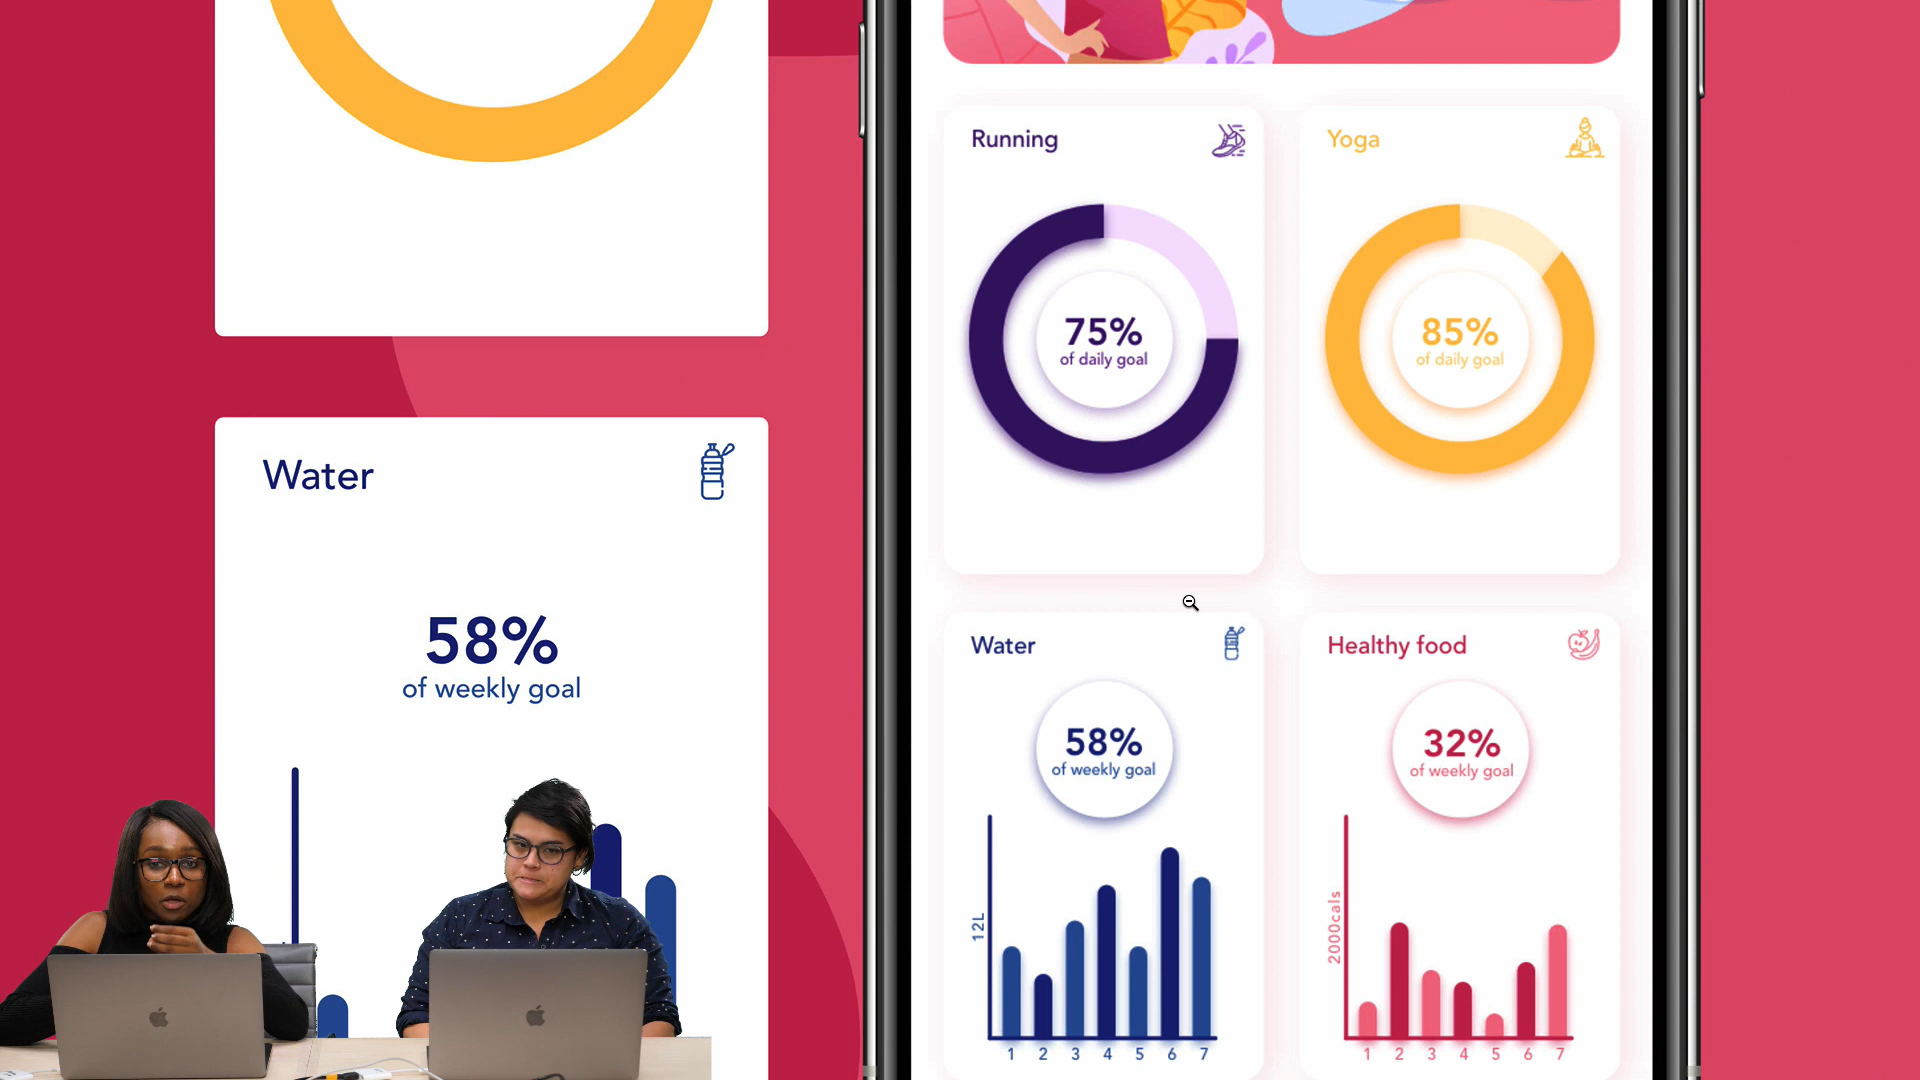 Water
58%
of weekly goal
Running
75%
of daily goal
Yoga
85%
of daily goal
Water
58%
of weekly goal
12L
1 2 3 4 5 6 7
Healthy food
32%
of weekly goal
2000cals
1 2 3 4 5 6 7